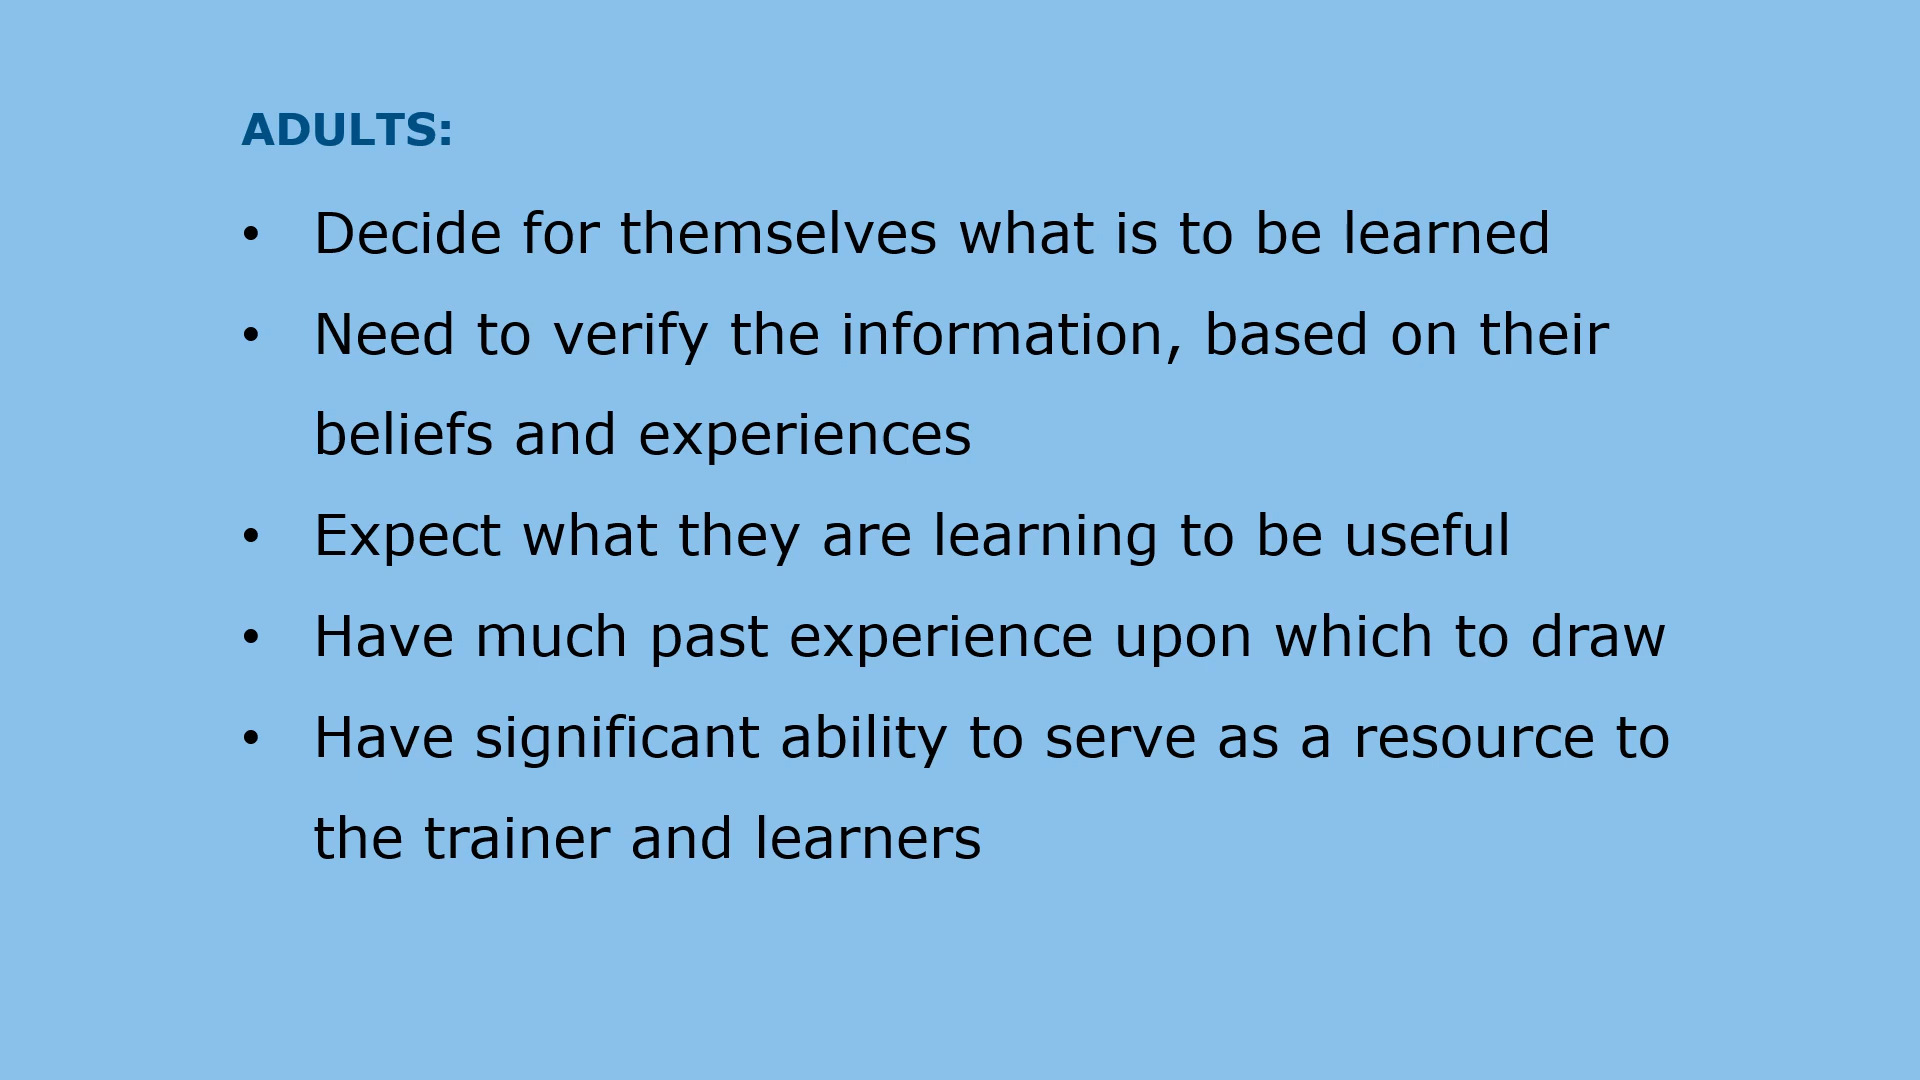 ADULTS:
• Decide for themselves what is to be learned
• Need to verify the information, based on their
beliefs and experiences
• Expect what they are learning to be useful
• Have much past experience upon which to draw
• Have significant ability to serve as a resource to
the trainer and learners